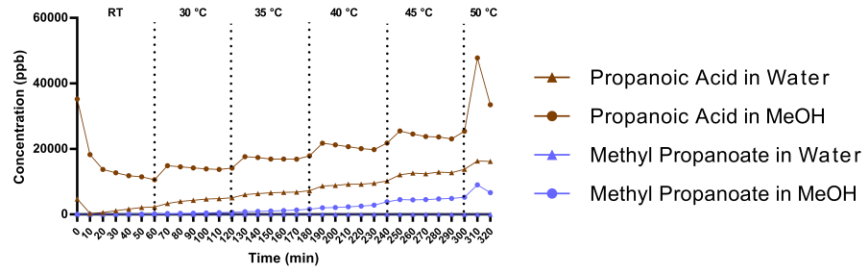 RT 30 °C 35 °C 40 °C 45 °C 50 °C
60000
40000
20000
0
Concentration (ppb)
0 10 20 30 40 50 60 70 80 90 100 110 120 130 140 150 160 170 180 190 200 210 220 230 240 250 260 270 280 290 300 310 320
Time (min)
Propanoic Acid in Water
Propanoic Acid in MeOH
Methyl Propanoate in Water
Methyl Propanoate in MeOH